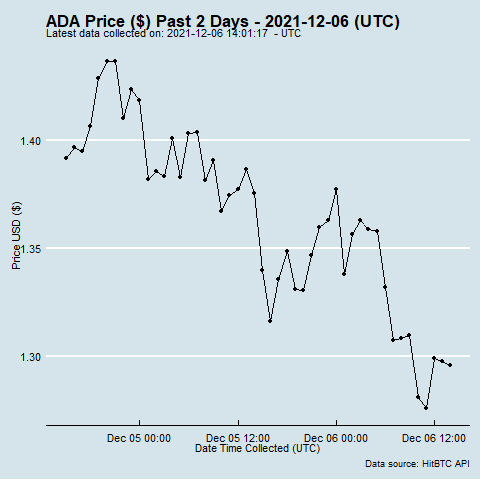 ADA Price ($) Past 2 Days - 2021-12-06 (UTC)
Latest data collected on: 2021-12-06 14:01:17 - UTC
1.40
1.35
1.30
Price USD ($)
Dec 05 00:00 Dec 05 12:00 Dec 06 00:00 Dec 06 12:00
Date Time Collected (UTC)
Data source: HitBTC API